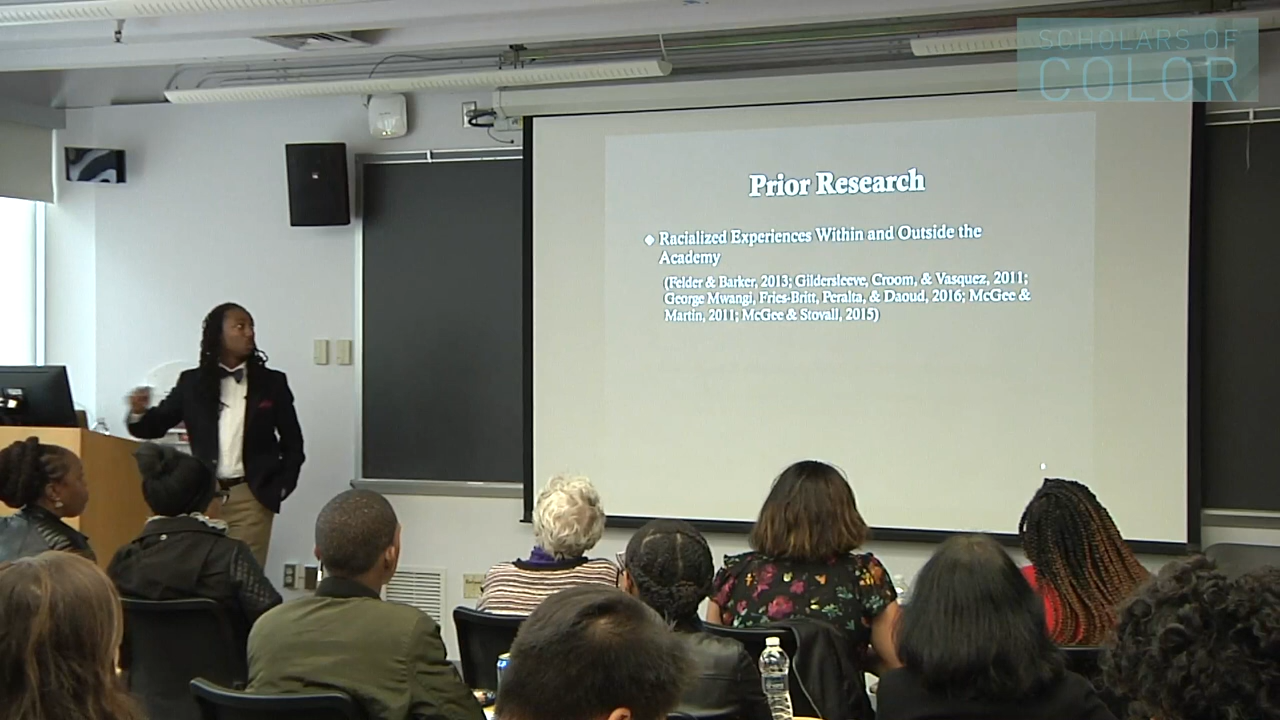 SCHOLARS OF
COLOR
Prior Research
Racialized Experiences Within and Outside the
Academy
(Felder & Barker, 2013; Gildersleeve, Croom, & Vasquez, 2011;
George Mwangi, Fries-Britt, Peralta, & Daoud, 2016; McGee &
Martin, 2011; McGee & Stovall, 2015)